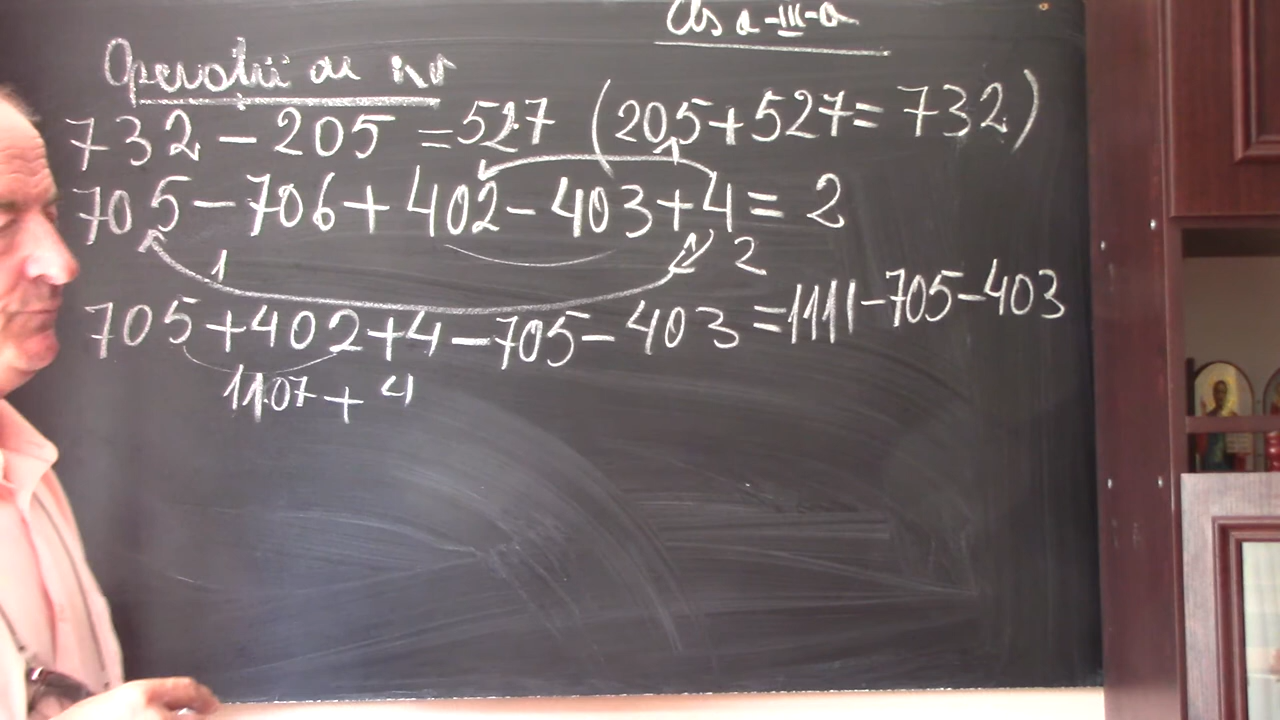 Cls a-III-a
Operatii cu nr
732 - 205 = 527 (205 + 527 = 732)
705 - 706 + 402 - 403 + 4 = 2
1 2
705 + 402 + 4 - 705 - 403 = 1111 - 705 - 403
1107 + 4